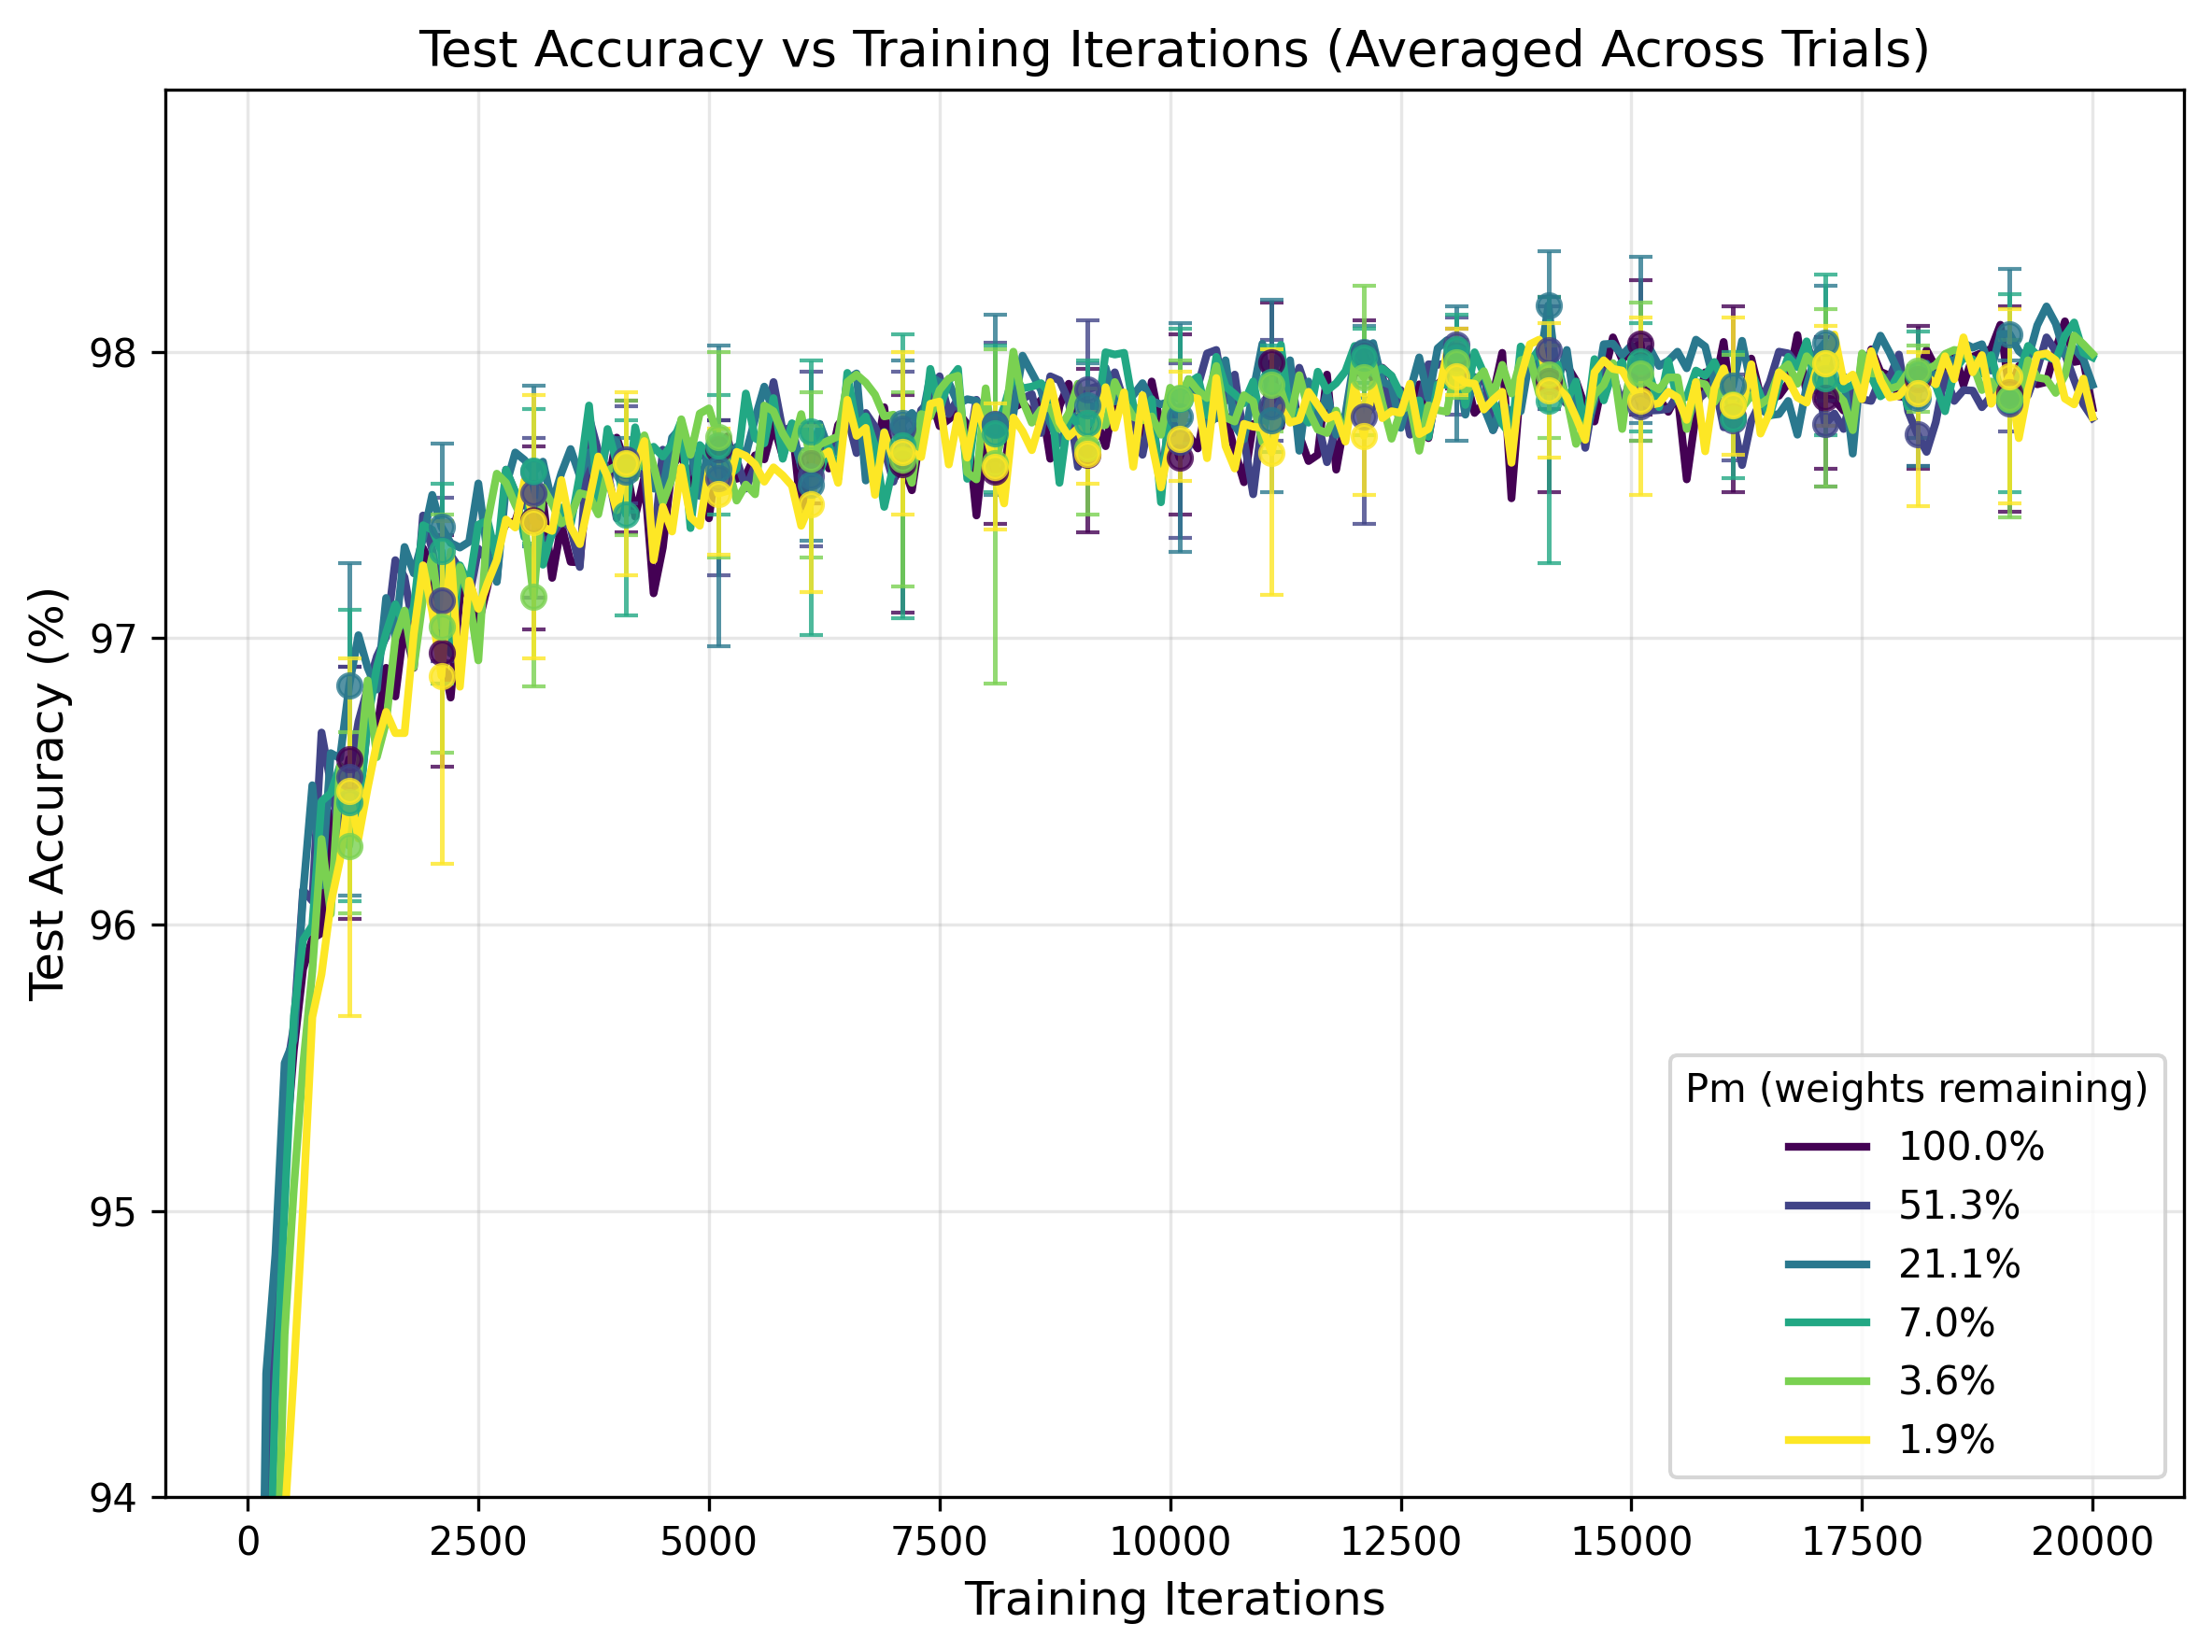 Test Accuracy vs Training Iterations (Averaged Across Trials)
Test Accuracy (%)
98
97
96
95
94
0 2500 5000 7500 10000 12500 15000 17500 20000
Training Iterations
Pm (weights remaining)
100.0%
51.3%
21.1%
7.0%
3.6%
1.9%